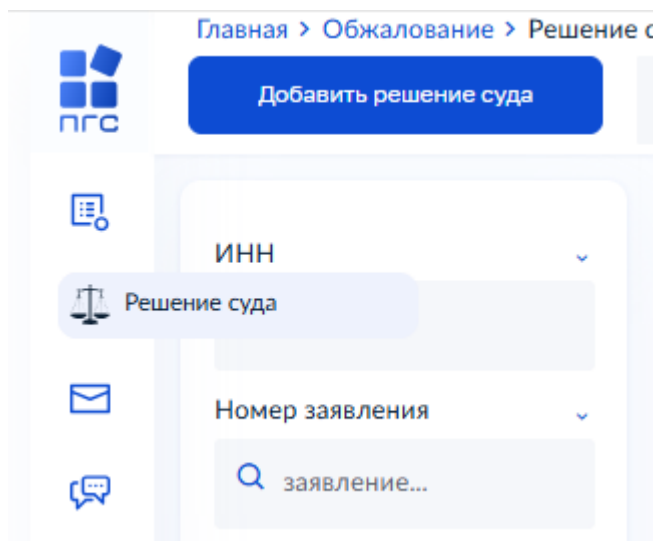 Главная > Обжалование > Решение
Добавить решение суда
пгс
ИНН
Решение суда
Номер заявления
заявление...